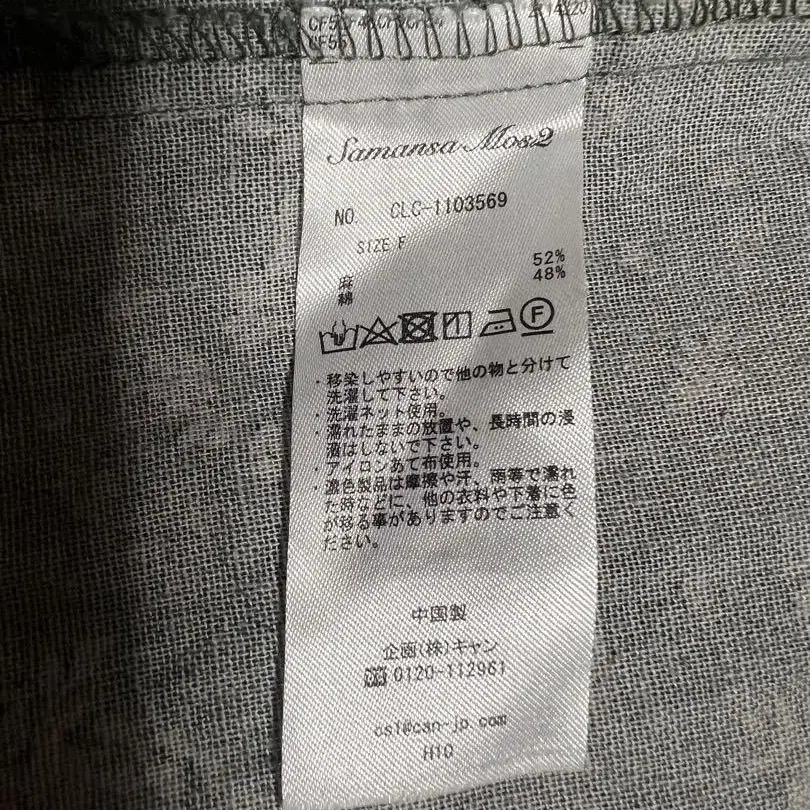 Samansa Mos2
NO. CLC-1103569
SIZE F
麻 52%
綿 48%
F
・移染しやすいので他の物と分けて
洗濯して下さい。
・洗濯ネット使用。
・濡れたままの放置や、長時間の浸
漬はしないで下さい。
・アイロンあて布使用。
・濃色製品は摩擦や汗、雨等で濡れ
た時などに、他の衣料や下着に色
が移る事がありますのでご注意く
ださい。
中国製
企画(株)キャン
0120-112961
csl@can-jp.com
H10